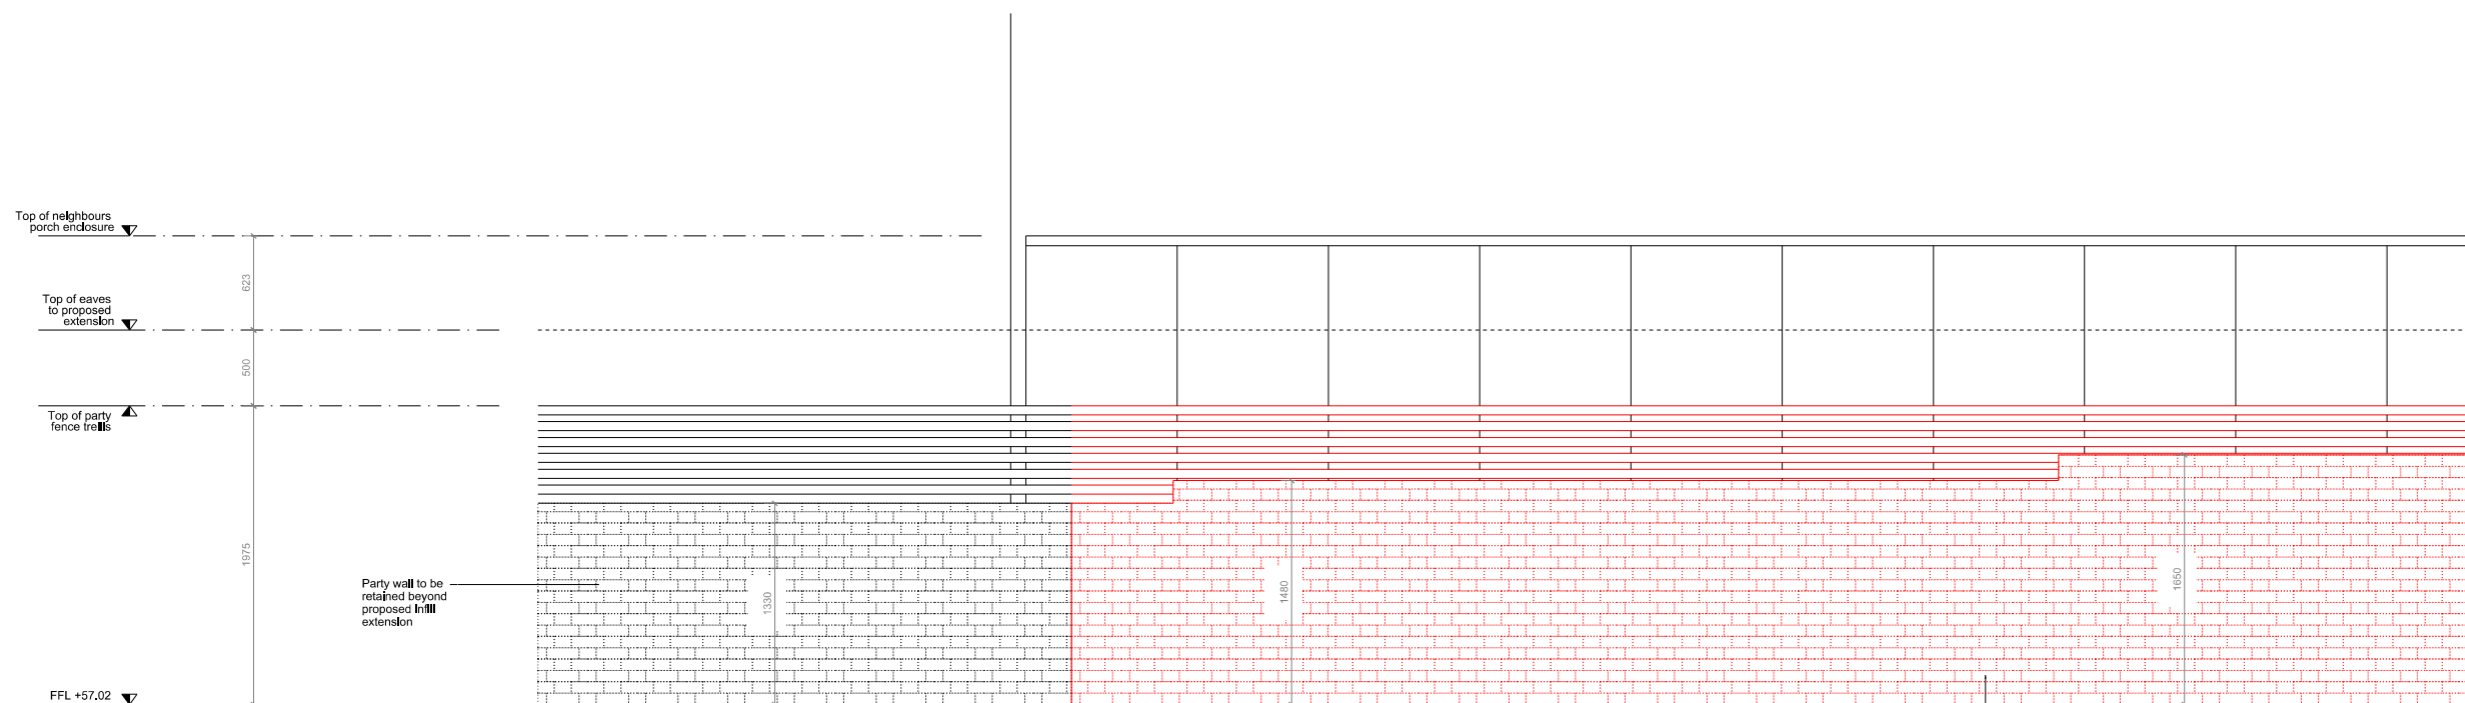 Top of neighbours
porch enclosure
623
Top of eaves
to proposed
extension
500
Top of party
fence trellis
1975
Party wall to be
retained beyond
proposed infill
extension
1330
1480
1650
FFL +57.02